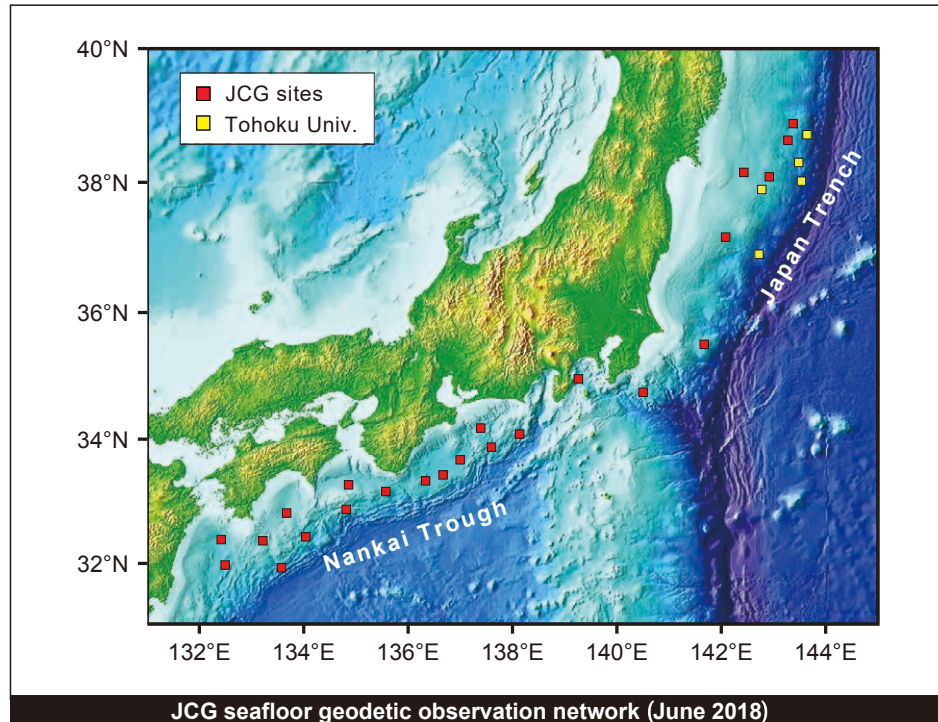 40°N
38°N
36°N
34°N
32°N
JCG sites
Tohoku Univ.
Japan Trench
Nankai Trough
132°E 134°E 136°E 138°E 140°E 142°E 144°E
JCG seafloor geodetic observation network (June 2018)